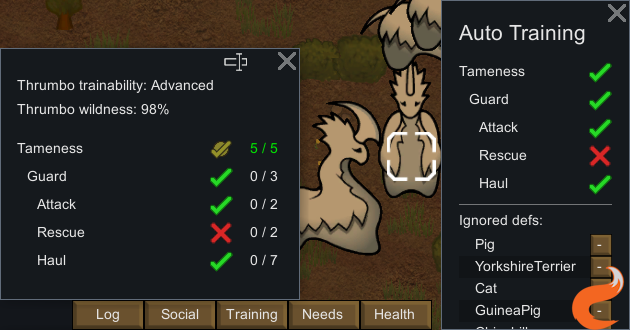 Thrumbo trainability: Advanced
Thrumbo wildness: 98%
Tameness 5 / 5
Guard 0 / 3
Attack 0 / 2
Rescue 0 / 2
Haul 0 / 7
Log Social Training Needs Health
Auto Training
Tameness
Guard
Attack
Rescue
Haul
Ignored defs:
Pig -
YorkshireTerrier -
Cat -
GuineaPig -